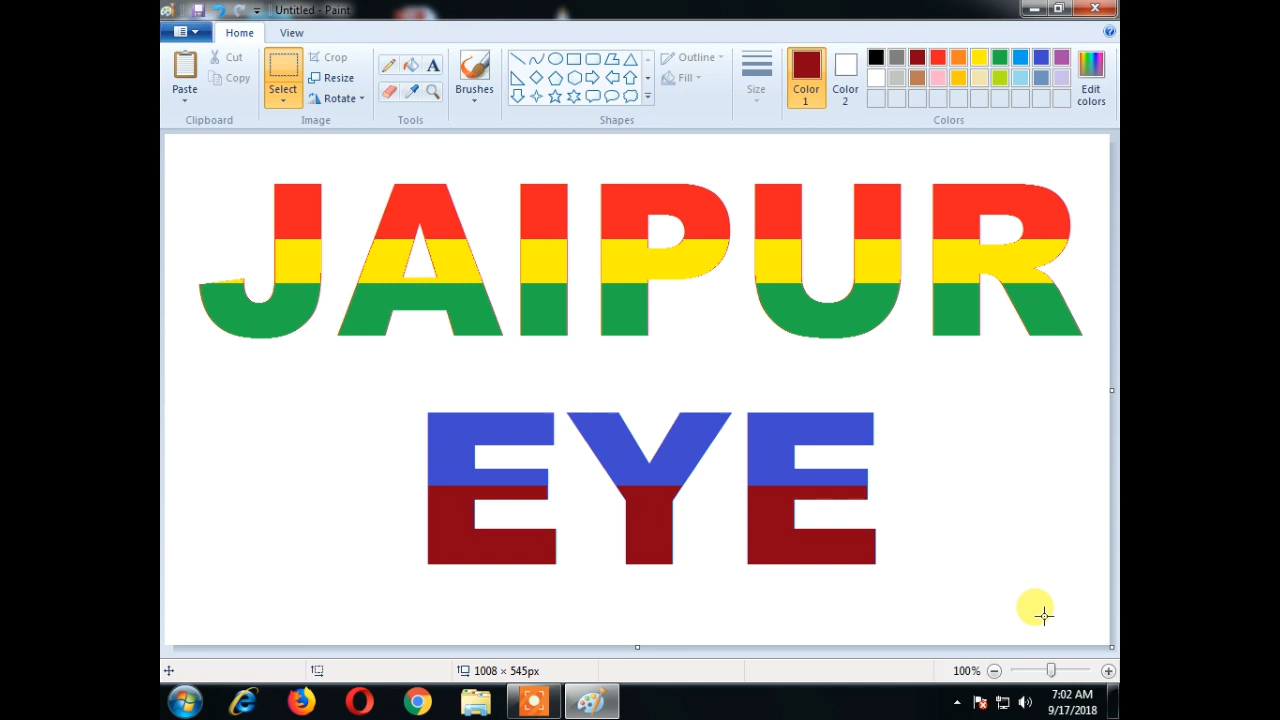 Untitled - Paint
Home View
Paste Cut Copy Select Crop Resize Rotate A Brushes Outline Fill Size Color 1 Color 2 Edit colors
Clipboard Image Tools Shapes Colors
JAIPUR
EYE
1008 × 545px 100%
7:02 AM
9/17/2018